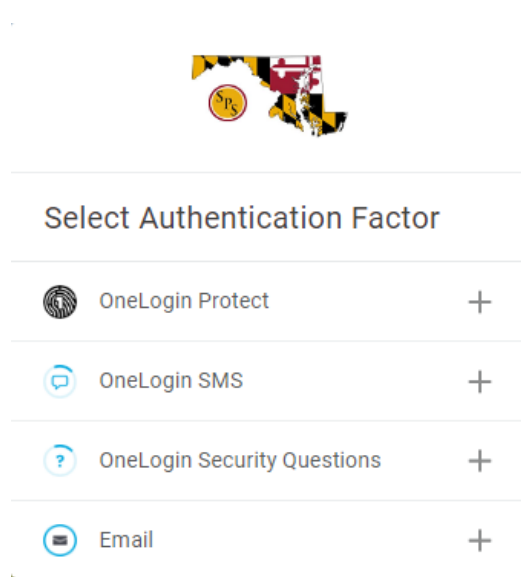 SPS
Select Authentication Factor
OneLogin Protect
OneLogin SMS
OneLogin Security Questions
Email